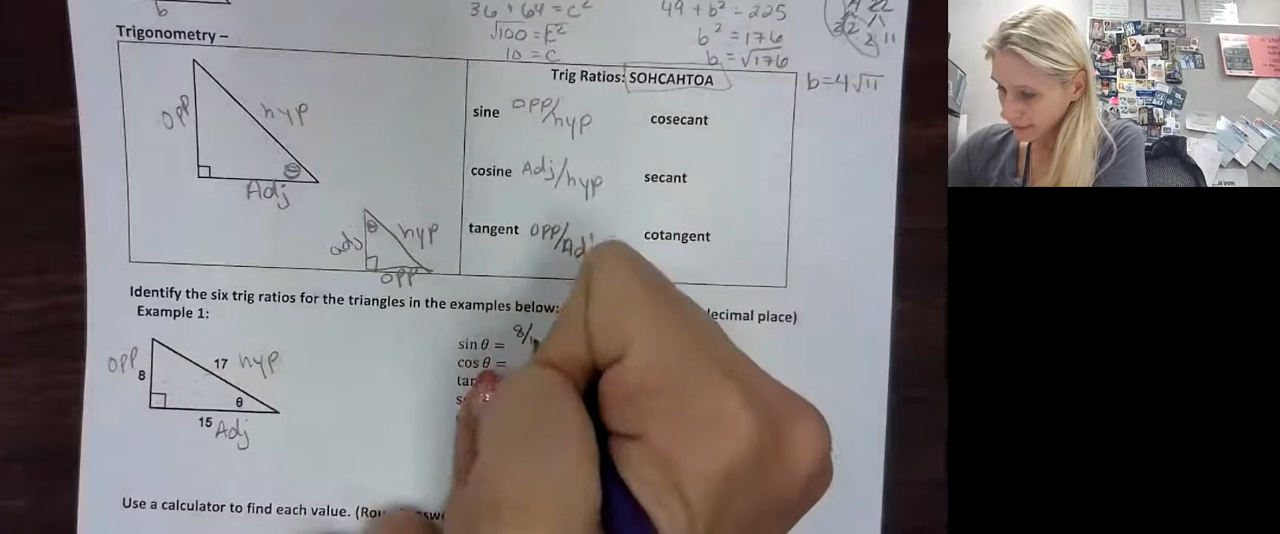 b
36 + 64 = c²
√100 = √c²
10 = c
49 + b² = 225
b² = 176
b = √176
b = 4√11
Trigonometry –
opp
hyp
θ
Adj
adj
θ
hyp
opp
Trig Ratios: SOHCAHTOA
sine opp/hyp cosecant
cosine Adj/hyp secant
tangent opp/Adj cotangent
Identify the six trig ratios for the triangles in the examples below:
decimal place)
Example 1:
opp
8
17 hyp
θ
15 Adj
sin θ = 8/1
cos θ =
Use a calculator to find each value.